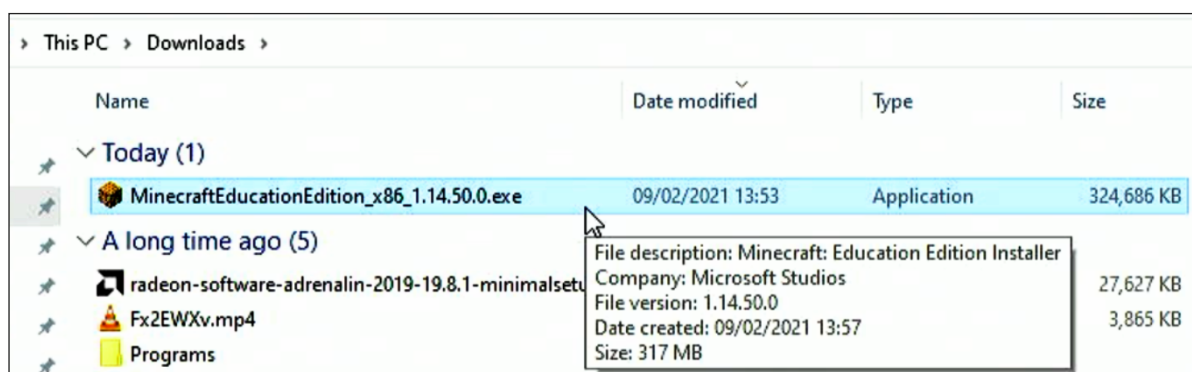 > This PC > Downloads >
Name Date modified Type Size
Today (1)
MinecraftEducationEdition_x86_1.14.50.0.exe 09/02/2021 13:53 Application 324,686 KB
A long time ago (5)
File description: Minecraft: Education Edition Installer
radeon-software-adrenalin-2019-19.8.1-minimalsetu Company: Microsoft Studios 27,627 KB
File version: 1.14.50.0
Fx2EWXv.mp4 Date created: 09/02/2021 13:57 3,865 KB
Programs Size: 317 MB